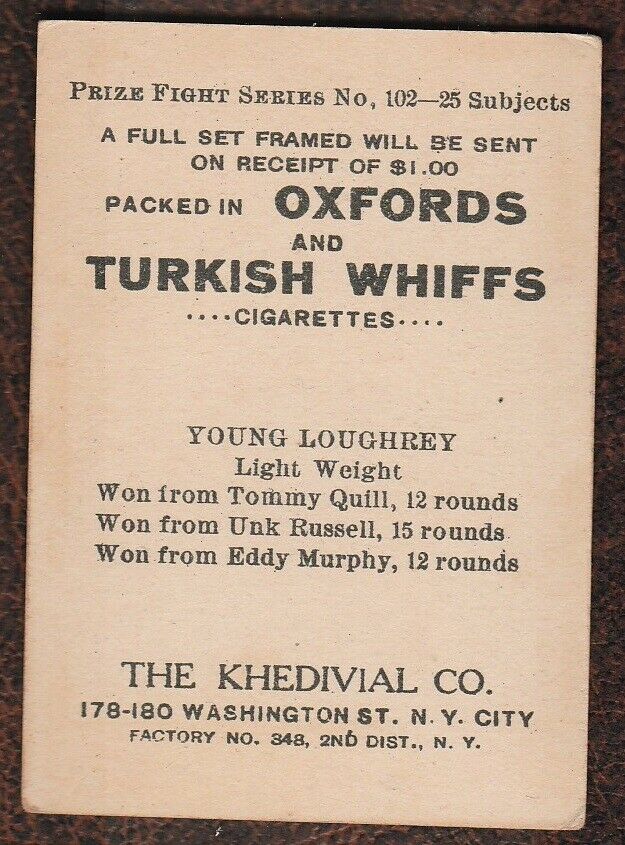 PRIZE FIGHT SERIES No, 102—25 Subjects
A FULL SET FRAMED WILL BE SENT
ON RECEIPT OF $1.00
PACKED IN OXFORDS
AND
TURKISH WHIFFS
....CIGARETTES....
YOUNG LOUGHREY
Light Weight
Won from Tommy Quill, 12 rounds
Won from Unk Russell, 15 rounds
Won from Eddy Murphy, 12 rounds
THE KHEDIVIAL CO.
178-180 WASHINGTON ST. N. Y. CITY
FACTORY NO. 348, 2ND DIST., N. Y.